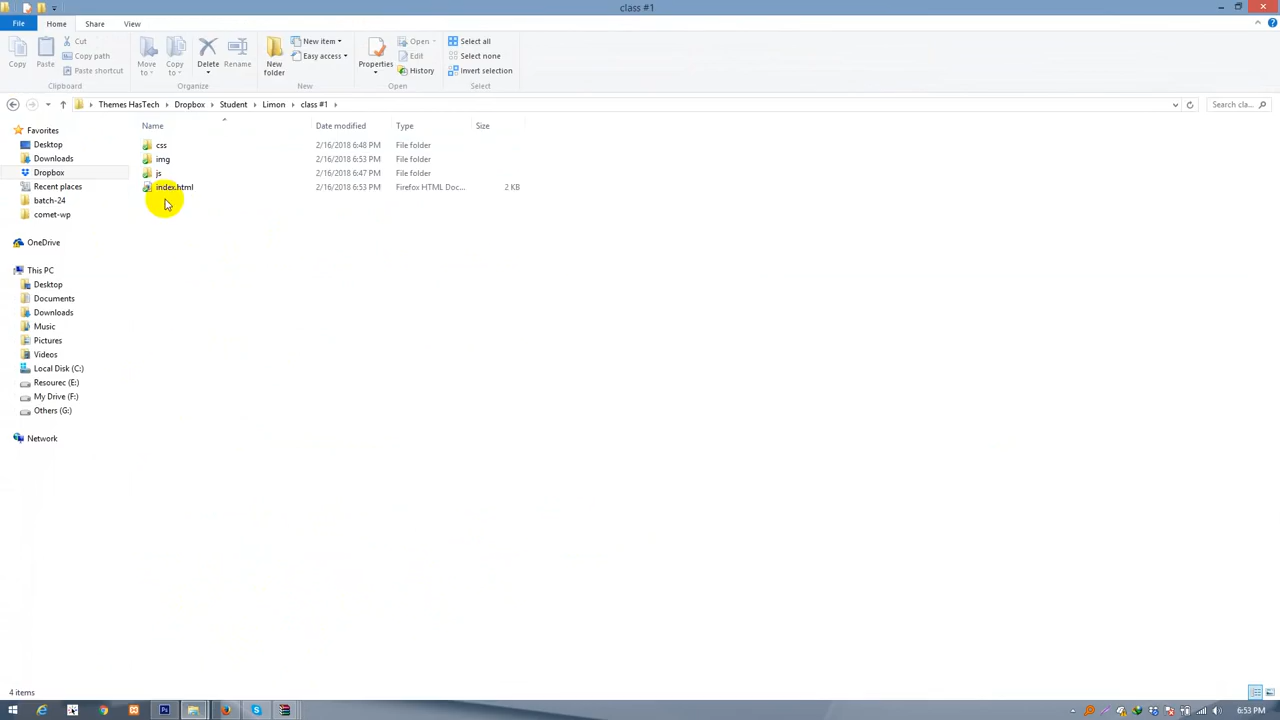 class #1
File Home Share View
Cut
Copy path
Paste shortcut
Copy Paste
Clipboard
Move to Copy to Delete Rename
Organize
New folder
New item
Easy access
New
Properties
Open
Edit
History
Open
Select all
Select none
Invert selection
Select
Themes HasTech Dropbox Student Limon class #1
Search cla...
Name Date modified Type Size
css 2/16/2018 6:48 PM File folder
img 2/16/2018 6:53 PM File folder
js 2/16/2018 6:47 PM File folder
index.html 2/16/2018 6:53 PM Firefox HTML Doc... 2 KB
Favorites
Desktop
Downloads
Dropbox
Recent places
batch-24
comet-wp
OneDrive
This PC
Desktop
Documents
Downloads
Music
Pictures
Videos
Local Disk (C:)
Resourec (E:)
My Drive (F:)
Others (G:)
Network
4 items
Ps
6:53 PM